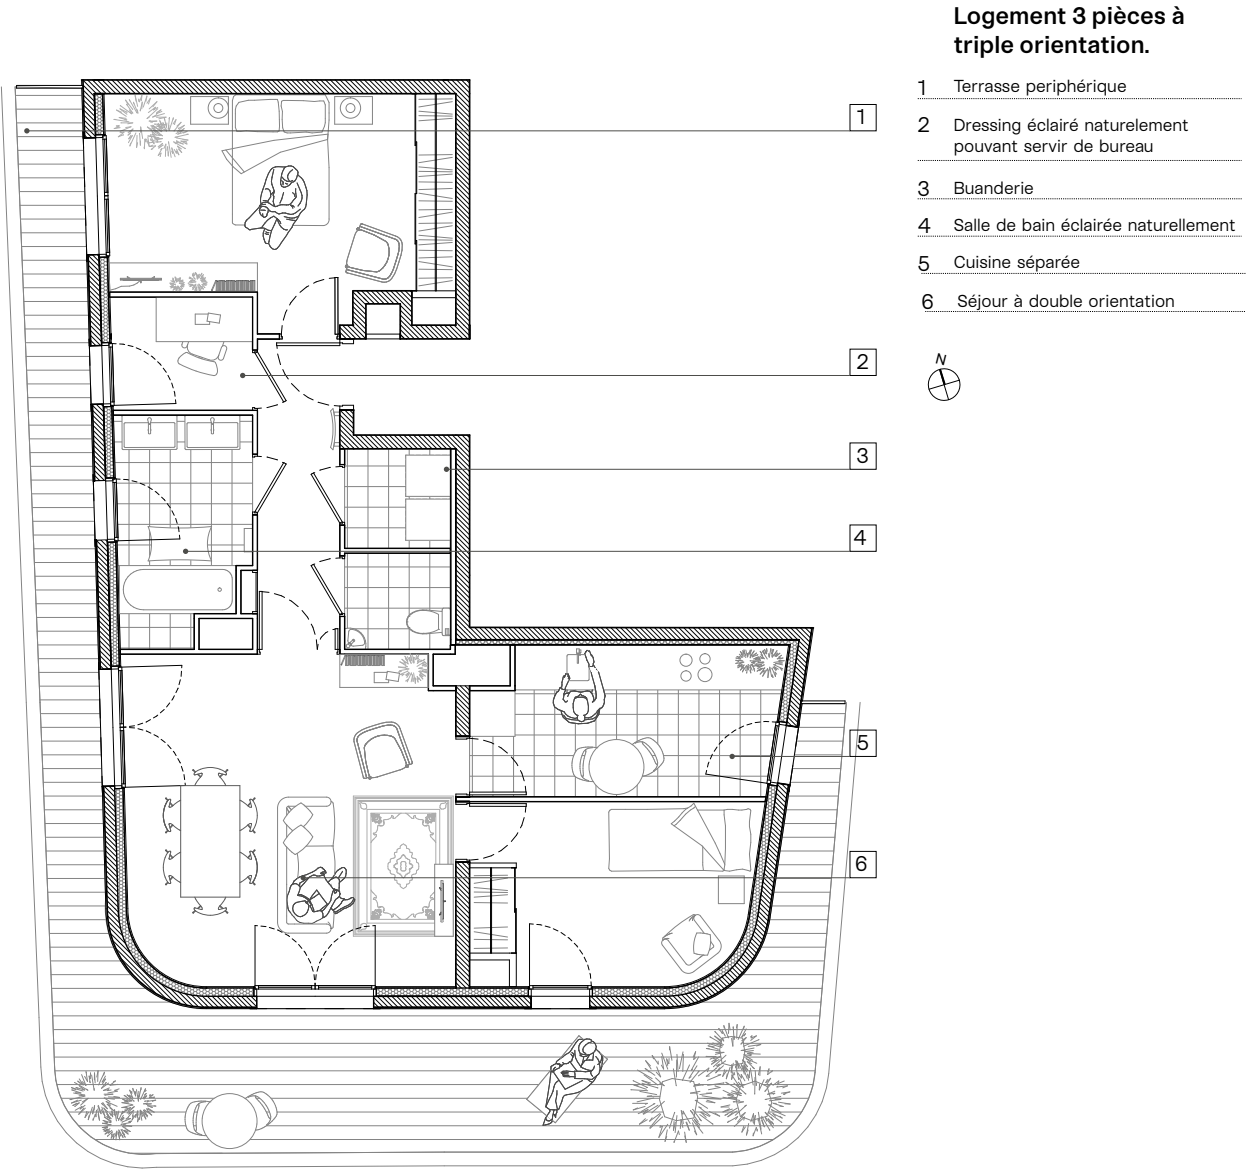 Logement 3 pièces à
triple orientation.
1 Terrasse periphérique
2 Dressing éclairé naturelement
pouvant servir de bureau
3 Buanderie
4 Salle de bain éclairée naturellement
5 Cuisine séparée
6 Séjour à double orientation
N
1
2
3
4
5
6